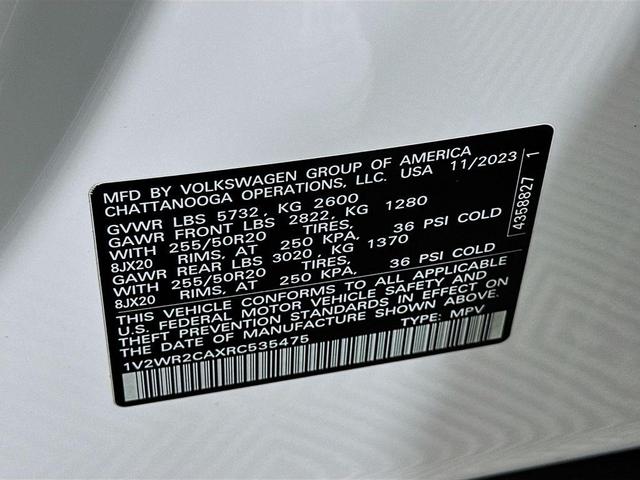 MFD BY VOLKSWAGEN GROUP OF AMERICA
CHATTANOOGA OPERATIONS, LLC. USA 11/2023
GVWR LBS 5732, KG 2600
GAWR FRONT LBS 2822, KG 1280
WITH 255/50R20 TIRES,
8JX20 RIMS, AT 250 KPA, 36 PSI COLD
GAWR REAR LBS 3020, KG 1370
WITH 255/50R20 TIRES,
8JX20 RIMS, AT 250 KPA, 36 PSI COLD
THIS VEHICLE CONFORMS TO ALL APPLICABLE
U.S. FEDERAL MOTOR VEHICLE SAFETY AND
THEFT PREVENTION STANDARDS IN EFFECT ON
THE DATE OF MANUFACTURE SHOWN ABOVE.
1V2WR2CAXRC535475 TYPE: MPV
4358827 1